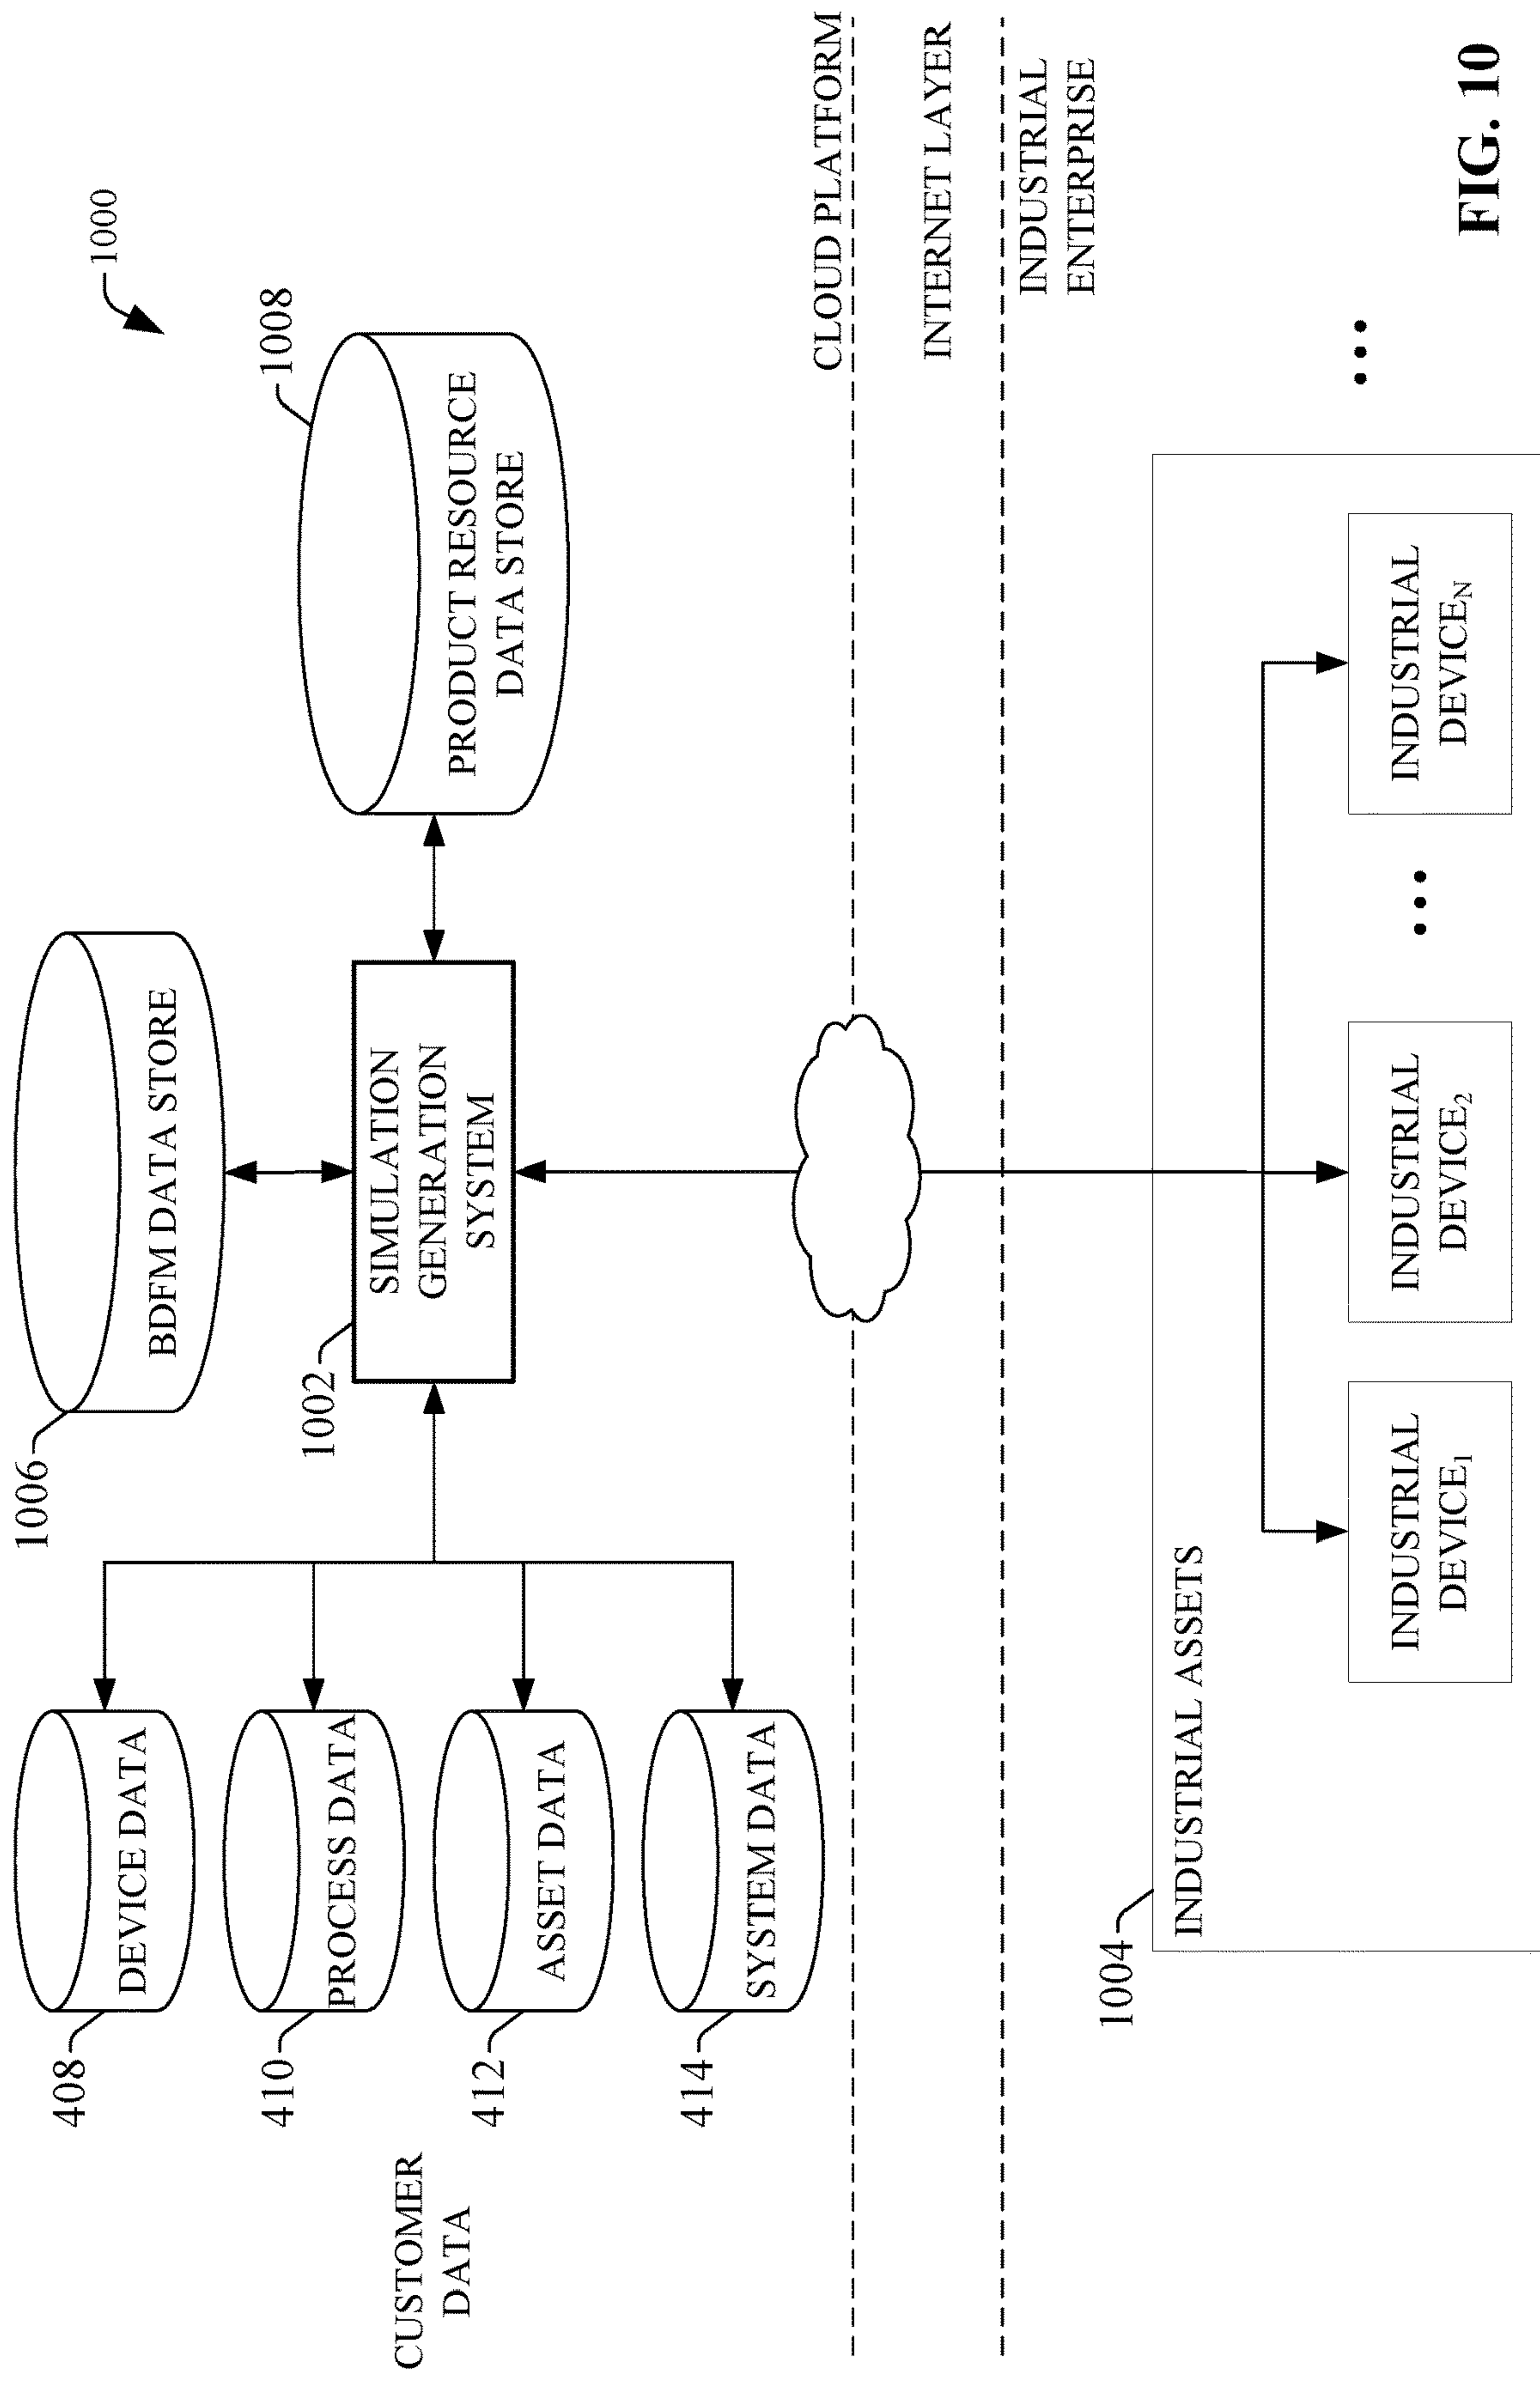 1000
1006
BDFM DATA STORE
408
DEVICE DATA
1008
PRODUCT RESOURCE
DATA STORE
410
PROCESS DATA
1002
SIMULATION
GENERATION
SYSTEM
CUSTOMER
DATA
412
ASSET DATA
414
SYSTEM DATA
CLOUD PLATFORM
INTERNET LAYER
INDUSTRIAL
ENTERPRISE
1004
INDUSTRIAL ASSETS
INDUSTRIAL
DEVICE1
INDUSTRIAL
DEVICE2
...
INDUSTRIAL
DEVICEN
...
FIG. 10